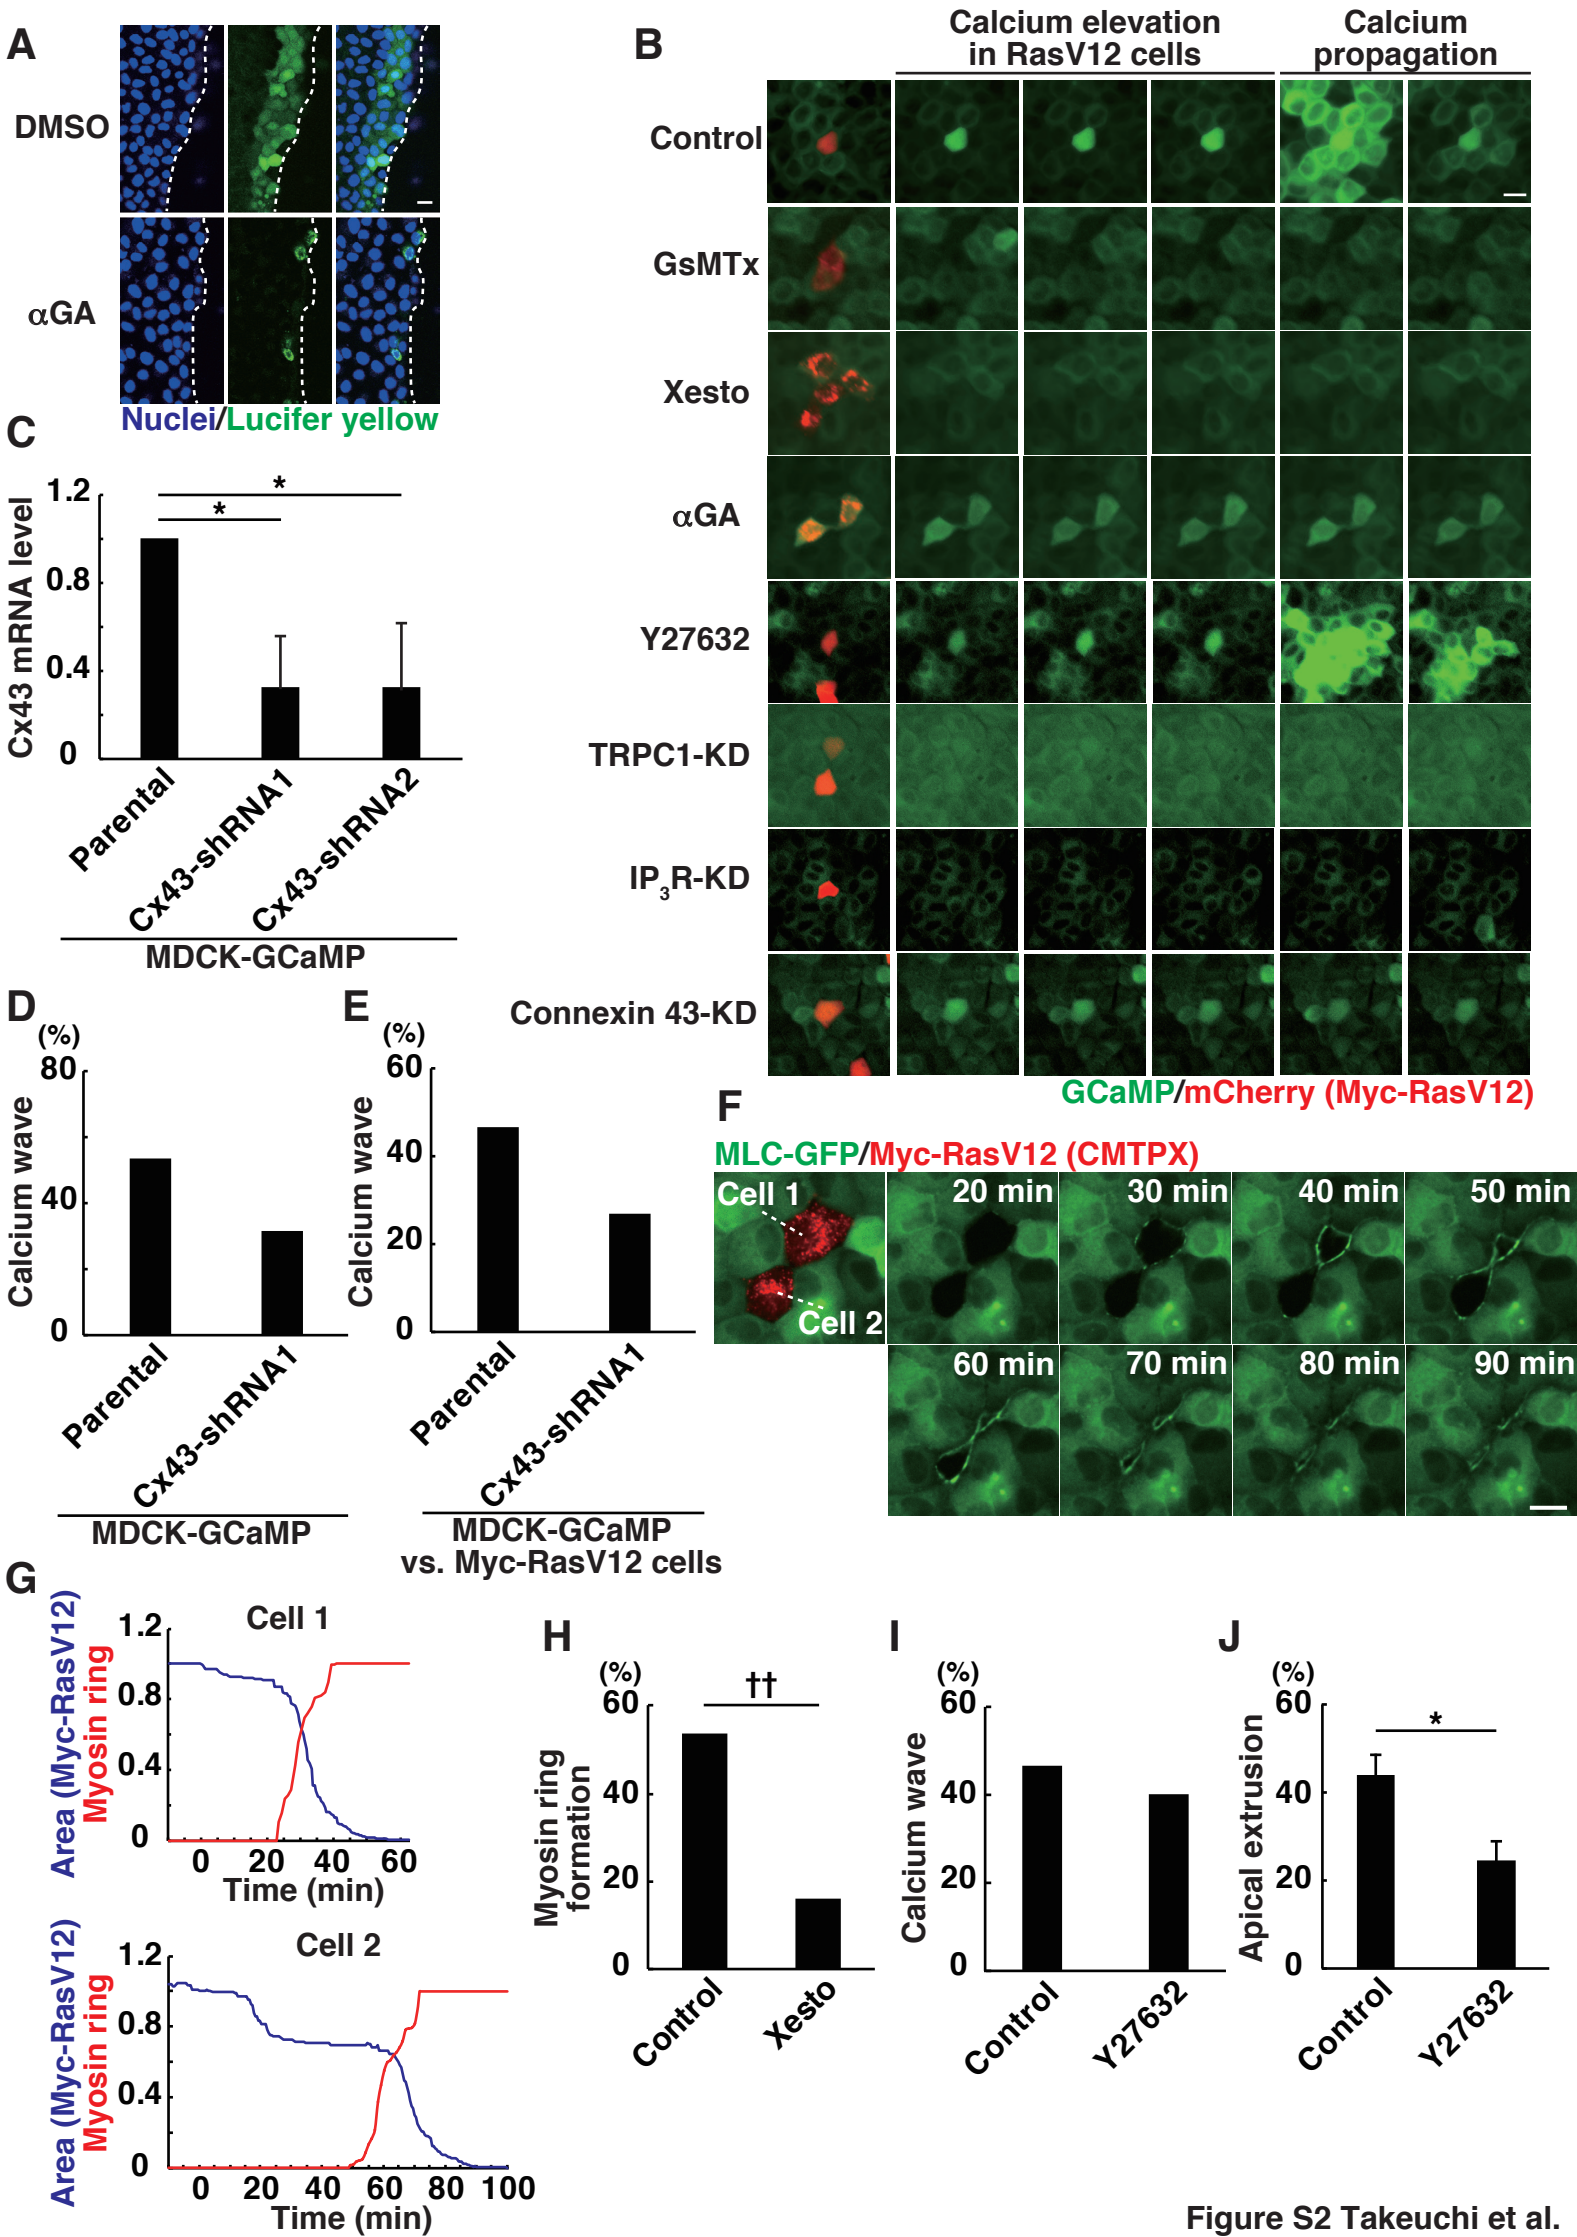 A
DMSO
αGA
Nuclei/Lucifer yellow
B
Calcium elevation
in RasV12 cells
Calcium
propagation
Control
GsMTx
Xesto
αGA
Y27632
TRPC1-KD
IP3R-KD
Connexin 43-KD
GCaMP/mCherry (Myc-RasV12)
C
Cx43 mRNA level
1.2
0.8
0.4
0
*
*
Parental
Cx43-shRNA1
Cx43-shRNA2
MDCK-GCaMP
D
(%)
Calcium wave
80
40
0
Parental
Cx43-shRNA1
MDCK-GCaMP
E
(%)
Calcium wave
60
40
20
0
Parental
Cx43-shRNA1
MDCK-GCaMP
vs. Myc-RasV12 cells
F
MLC-GFP/Myc-RasV12 (CMTPX)
Cell 1
Cell 2
20 min
30 min
40 min
50 min
60 min
70 min
80 min
90 min
G
Cell 1
Area (Myc-RasV12)
Myosin ring
1.2
0.8
0.4
0
0 20 40 60
Time (min)
Cell 2
Area (Myc-RasV12)
Myosin ring
1.2
0.8
0.4
0
0 20 40 60 80 100
Time (min)
H
(%)
Myosin ring
formation
60
40
20
0
††
Control
Xesto
I
(%)
Calcium wave
60
40
20
0
Control
Y27632
J
(%)
Apical extrusion
60
40
20
0
*
Control
Y27632
Figure S2 Takeuchi et al.